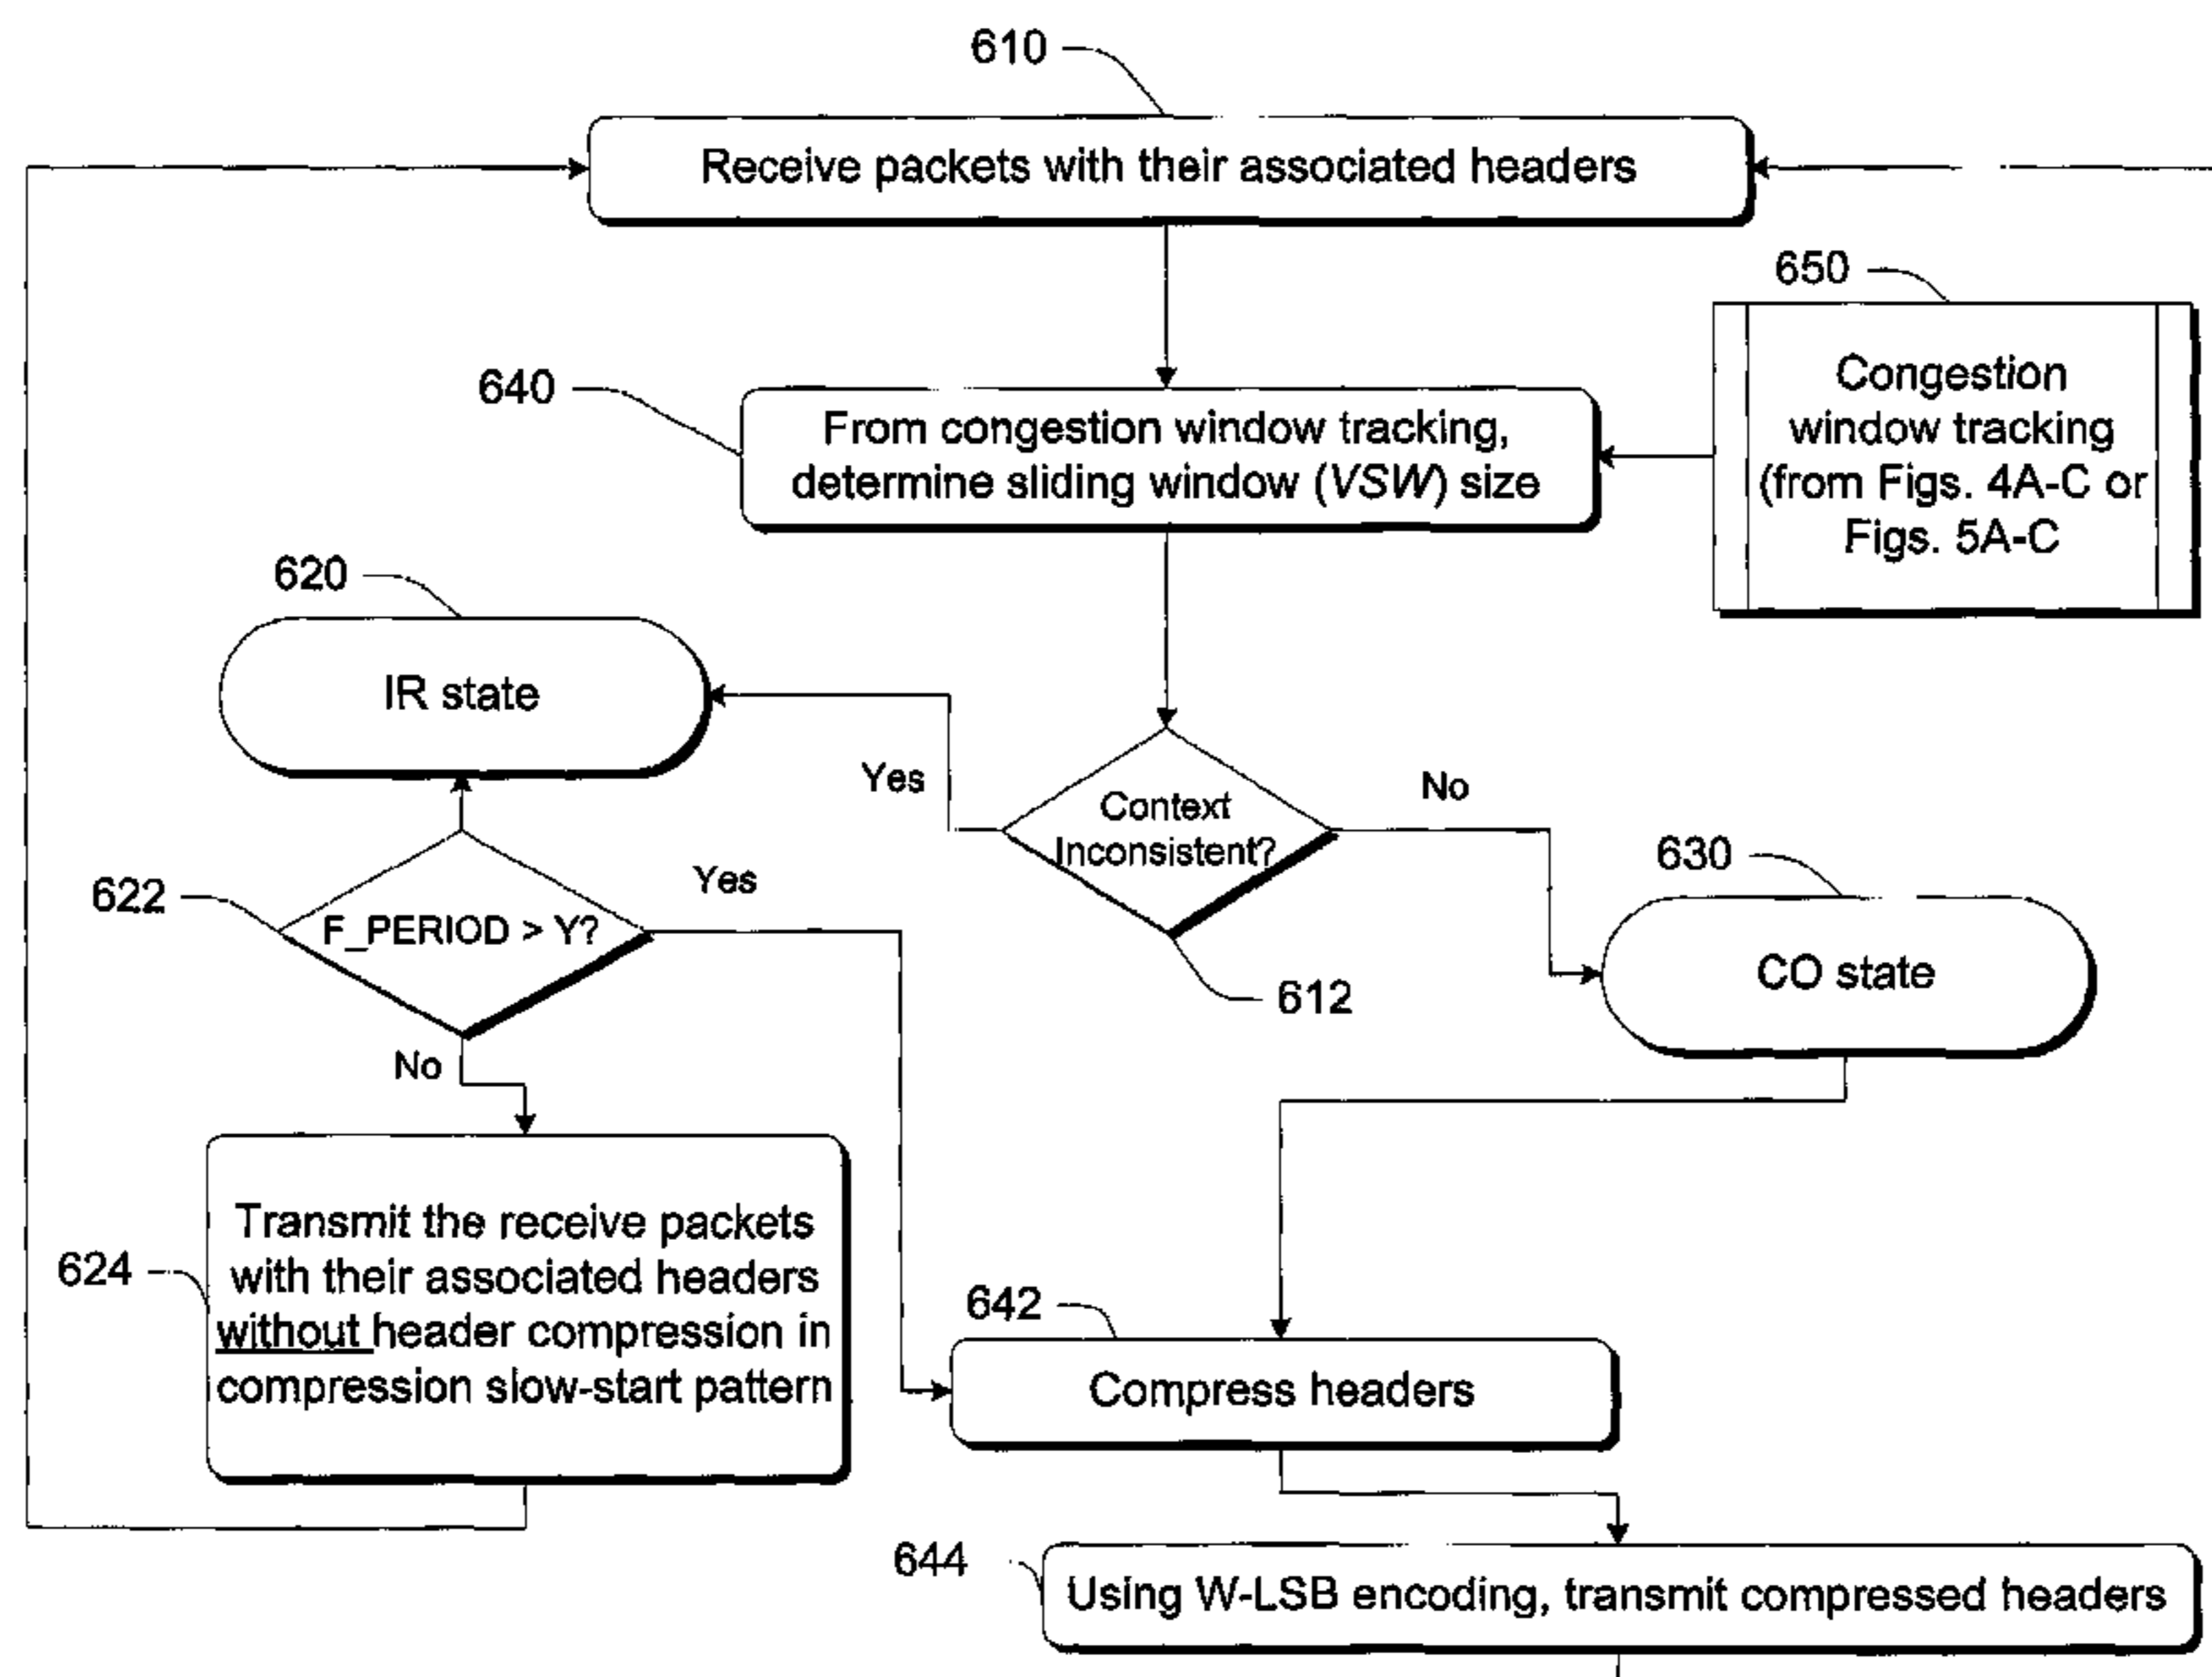 610
Receive packets with their associated headers
650
640
From congestion window tracking,
determine sliding window (VSW) size
Congestion
window tracking
(from Figs. 4A-C or
Figs. 5A-C
620
IR state
Yes
Context
Inconsistent?
No
612
622
F_PERIOD > Y?
Yes
No
630
CO state
624
Transmit the receive packets
with their associated headers
without header compression in
compression slow-start pattern
642
Compress headers
644
Using W-LSB encoding, transmit compressed headers